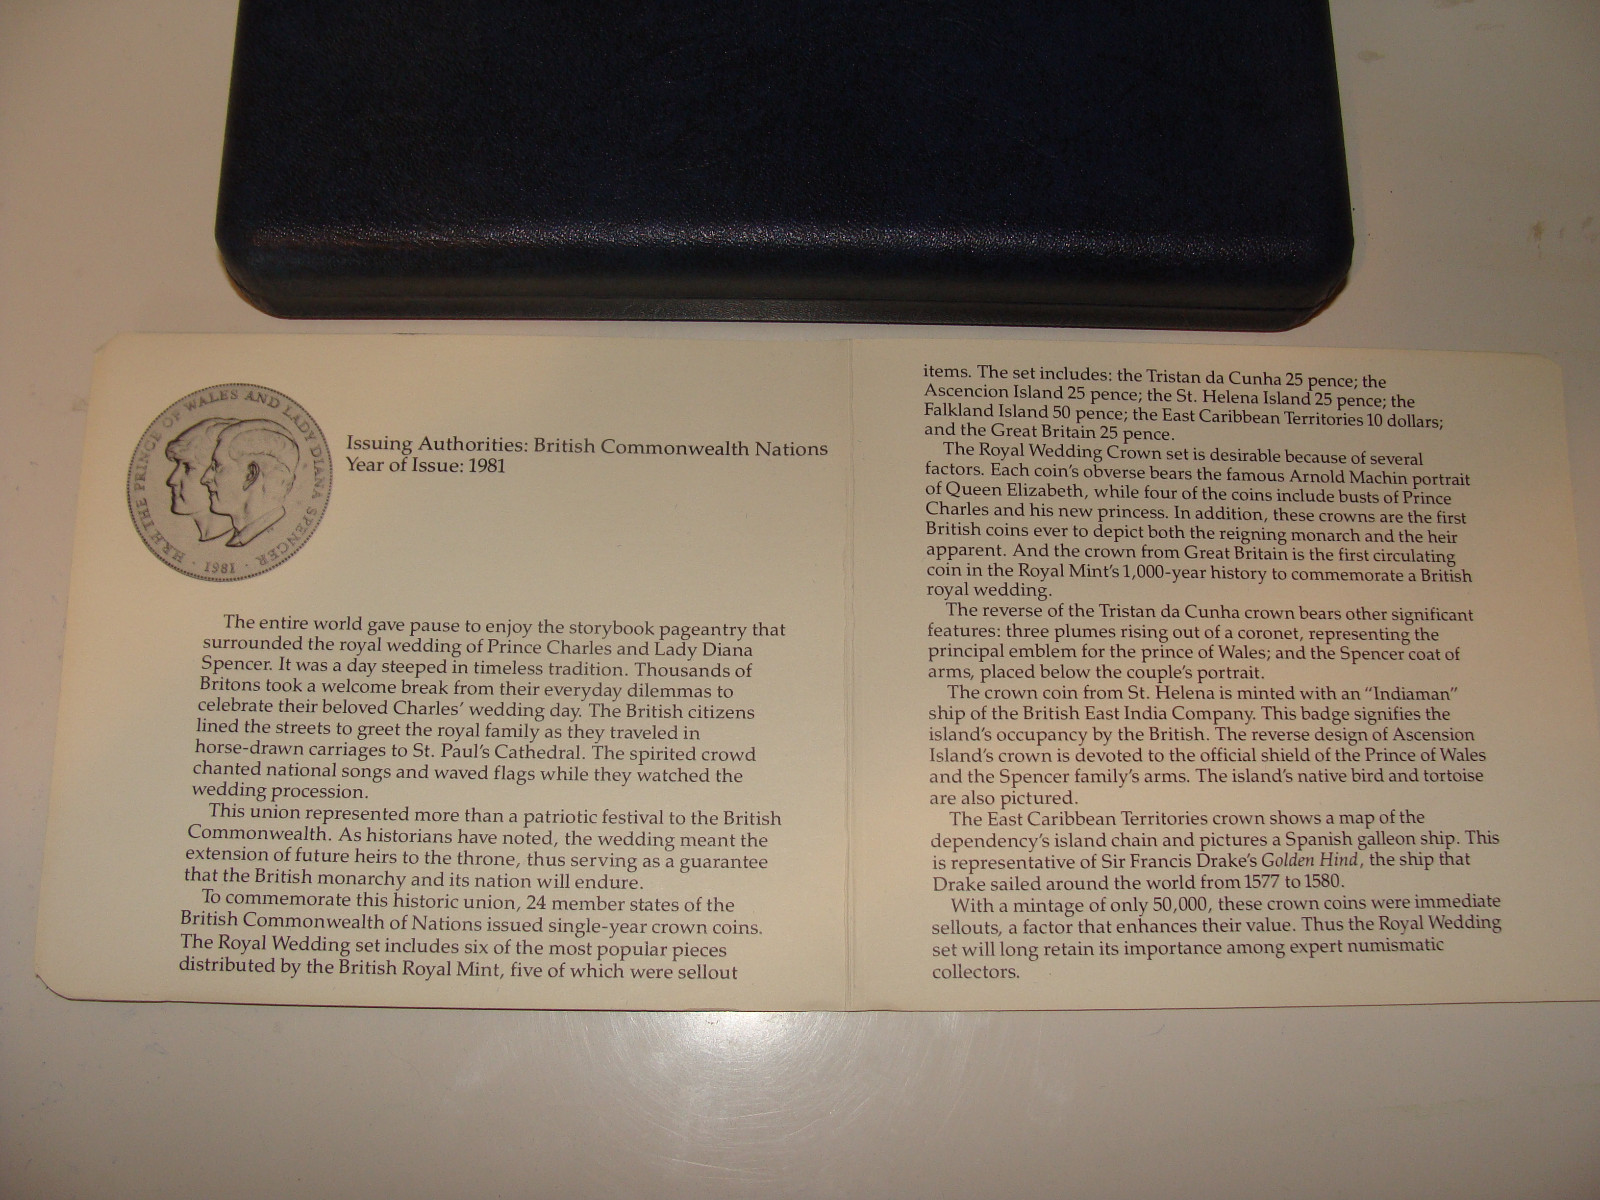 H.R.H. THE PRINCE OF WALES AND LADY DIANA SPENCER · 1981 ·
Issuing Authorities: British Commonwealth Nations
Year of Issue: 1981
The entire world gave pause to enjoy the storybook pageantry that
surrounded the royal wedding of Prince Charles and Lady Diana
Spencer. It was a day steeped in timeless tradition. Thousands of
Britons took a welcome break from their everyday dilemmas to
celebrate their beloved Charles' wedding day. The British citizens
lined the streets to greet the royal family as they traveled in
horse-drawn carriages to St. Paul's Cathedral. The spirited crowd
chanted national songs and waved flags while they watched the
wedding procession.
This union represented more than a patriotic festival to the British
Commonwealth. As historians have noted, the wedding meant the
extension of future heirs to the throne, thus serving as a guarantee
that the British monarchy and its nation will endure.
To commemorate this historic union, 24 member states of the
British Commonwealth of Nations issued single-year crown coins.
The Royal Wedding set includes six of the most popular pieces
distributed by the British Royal Mint, five of which were sellout
items. The set includes: the Tristan da Cunha 25 pence; the
Ascencion Island 25 pence; the St. Helena Island 25 pence; the
Falkland Island 50 pence; the East Caribbean Territories 10 dollars;
and the Great Britain 25 pence.
The Royal Wedding Crown set is desirable because of several
factors. Each coin's obverse bears the famous Arnold Machin portrait
of Queen Elizabeth, while four of the coins include busts of Prince
Charles and his new princess. In addition, these crowns are the first
British coins ever to depict both the reigning monarch and the heir
apparent. And the crown from Great Britain is the first circulating
coin in the Royal Mint's 1,000-year history to commemorate a British
royal wedding.
The reverse of the Tristan da Cunha crown bears other significant
features: three plumes rising out of a coronet, representing the
principal emblem for the prince of Wales; and the Spencer coat of
arms, placed below the couple's portrait.
The crown coin from St. Helena is minted with an "Indiaman"
ship of the British East India Company. This badge signifies the
island's occupancy by the British. The reverse design of Ascension
Island's crown is devoted to the official shield of the Prince of Wales
and the Spencer family's arms. The island's native bird and tortoise
are also pictured.
The East Caribbean Territories crown shows a map of the
dependency's island chain and pictures a Spanish galleon ship. This
is representative of Sir Francis Drake's Golden Hind, the ship that
Drake sailed around the world from 1577 to 1580.
With a mintage of only 50,000, these crown coins were immediate
sellouts, a factor that enhances their value. Thus the Royal Wedding
set will long retain its importance among expert numismatic
collectors.